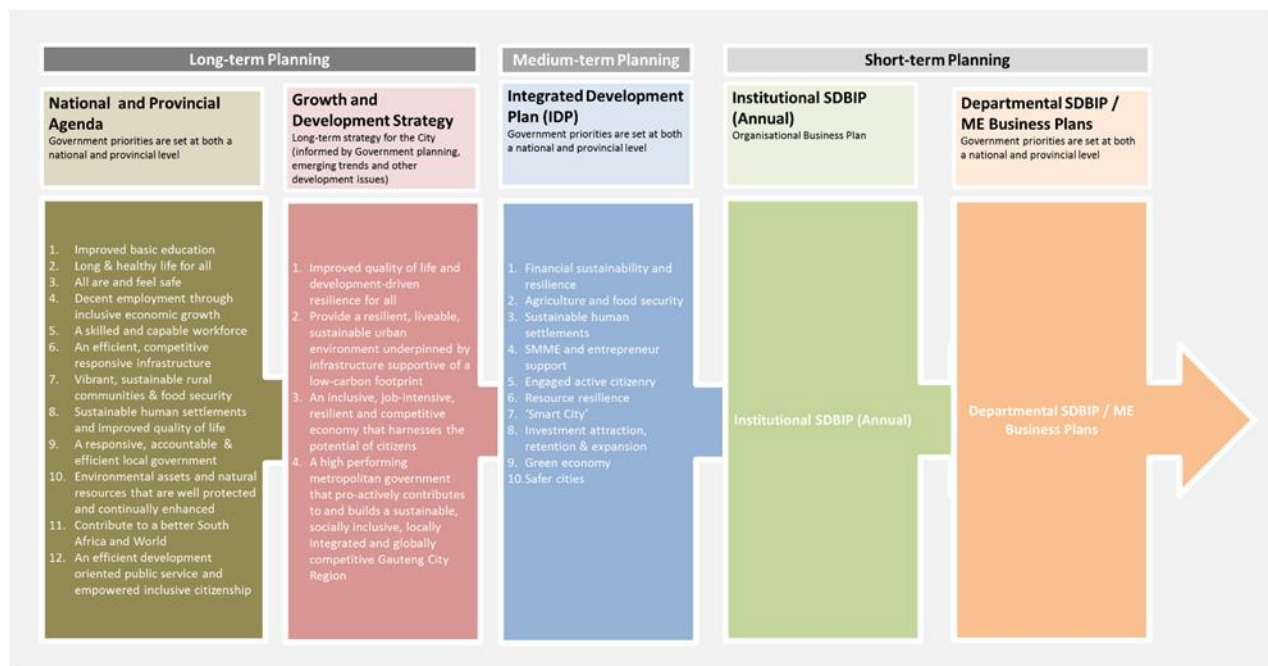 Long-term Planning
Medium-term Planning
Short-term Planning
National and Provincial
Agenda
Government priorities are set at both a
national and provincial level
Growth and
Development Strategy
Long-term strategy for the City
(informed by Government planning,
emerging trends and other
development issues)
Integrated Development
Plan (IDP)
Government priorities are set at both
a national and provincial level
Institutional SDBIP
(Annual)
Organisational Business Plan
Departmental SDBIP /
ME Business Plans
Government priorities are set at both
a national and provincial level
1. Improved basic education
2. Long & healthy life for all
3. All are and feel safe
4. Decent employment through
inclusive economic growth
5. A skilled and capable workforce
6. An efficient, competitive
responsive infrastructure
7. Vibrant, sustainable rural
communities & food security
8. Sustainable human settlements
and improved quality of life
9. A responsive, accountable &
efficient local government
10. Environmental assets and natural
resources that are well protected
and continually enhanced
11. Contribute to a better South
Africa and World
12. An efficient development
oriented public service and
empowered inclusive citizenship
1. Improved quality of life and
development-driven
resilience for all
2. Provide a resilient, liveable,
sustainable urban
environment underpinned by
infrastructure supportive of a
low-carbon footprint
3. An inclusive, job-intensive,
resilient and competitive
economy that harnesses the
potential of citizens
4. A high performing
metropolitan government
that pro-actively contributes
to and builds a sustainable,
socially inclusive, locally
integrated and globally
competitive Gauteng City
Region
1. Financial sustainability and
resilience
2. Agriculture and food security
3. Sustainable human
settlements
4. SMME and entrepreneur
support
5. Engaged active citizenry
6. Resource resilience
7. 'Smart City'
8. Investment attraction,
retention & expansion
9. Green economy
10. Safer cities
Institutional SDBIP (Annual)
Departmental SDBIP / ME
Business Plans